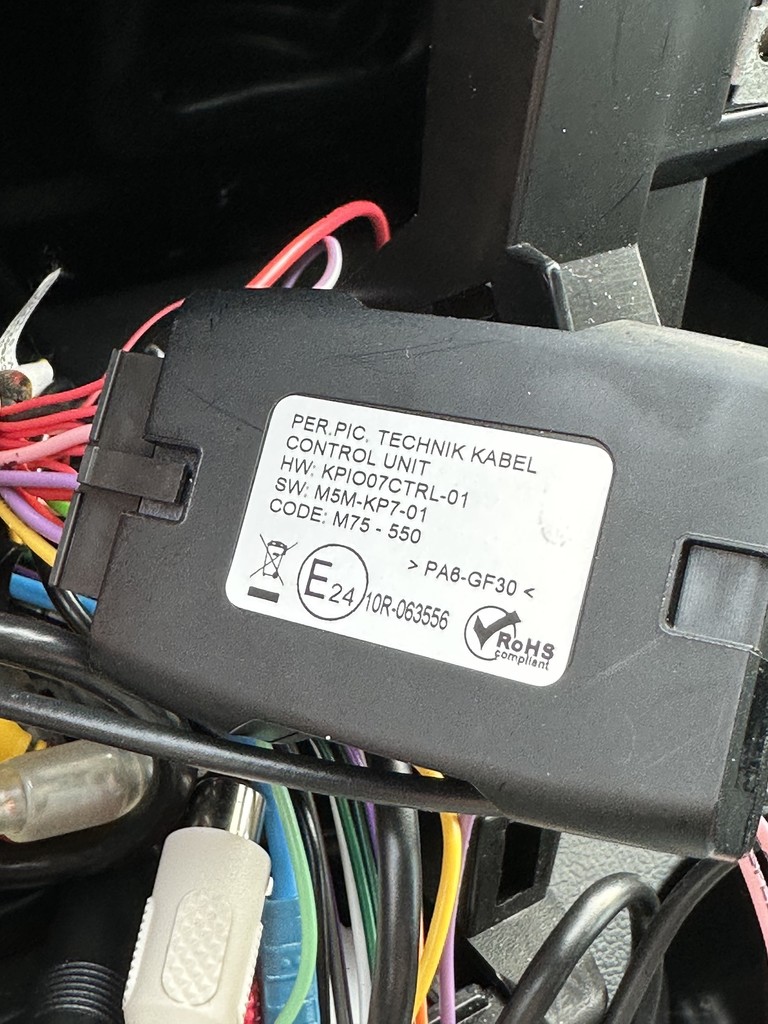 PER.PIC. TECHNIK KABEL
CONTROL UNIT
HW: KPIO07CTRL-01
SW: M5M-KP7-01
CODE: M75 - 550
> PA6-GF30 <
E24 10R-063556
RoHS
compliant